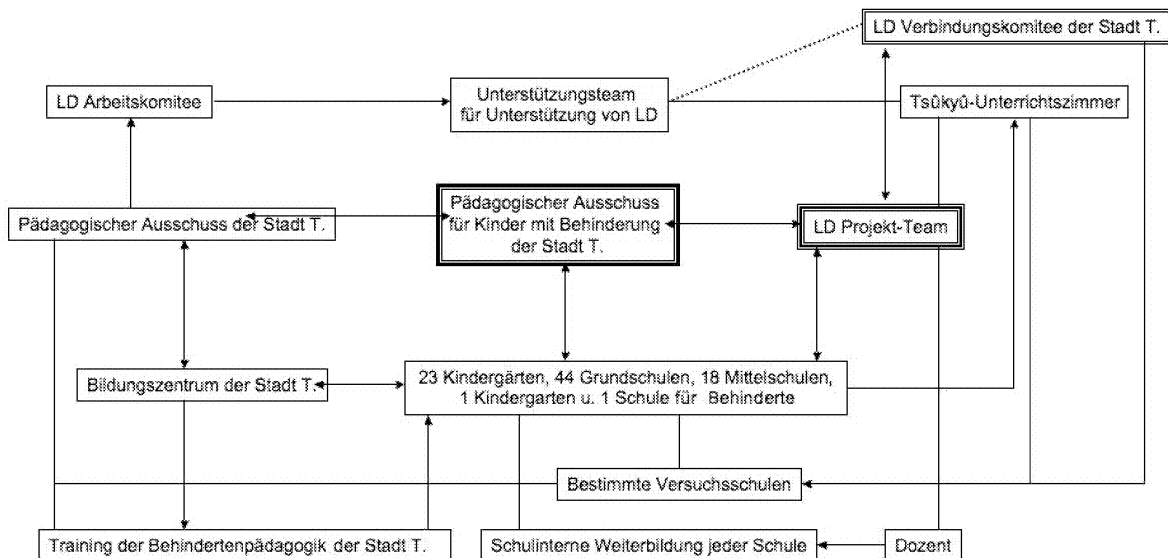 LD Verbindungskomitee der Stadt T.
LD Arbeitskomitee
Unterstützungsteam
für Unterstützung von LD
Tsûkyû-Unterrichtszimmer
Pädagogischer Ausschuss der Stadt T.
Pädagogischer Ausschuss
für Kinder mit Behinderung
der Stadt T.
LD Projekt-Team
Bildungszentrum der Stadt T.
23 Kindergärten, 44 Grundschulen, 18 Mittelschulen,
1 Kindergarten u. 1 Schule für Behinderte
Bestimmte Versuchsschulen
Training der Behindertenpädagogik der Stadt T.
Schulinterne Weiterbildung jeder Schule
Dozent